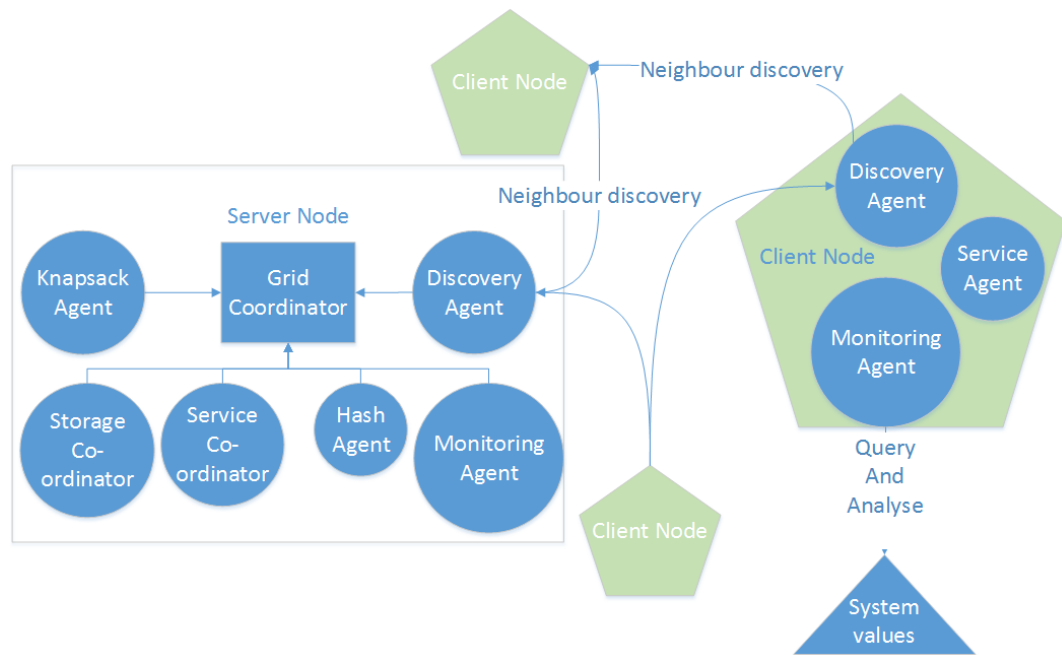 Client Node
Neighbour discovery
Discovery
Agent
Neighbour discovery
Server Node
Client Node
Service
Agent
Knapsack
Agent
Grid
Coordinator
Discovery
Agent
Monitoring
Agent
Storage
Co-
ordinator
Service
Co-
ordinator
Hash
Agent
Monitoring
Agent
Query
And
Analyse
Client Node
System
values